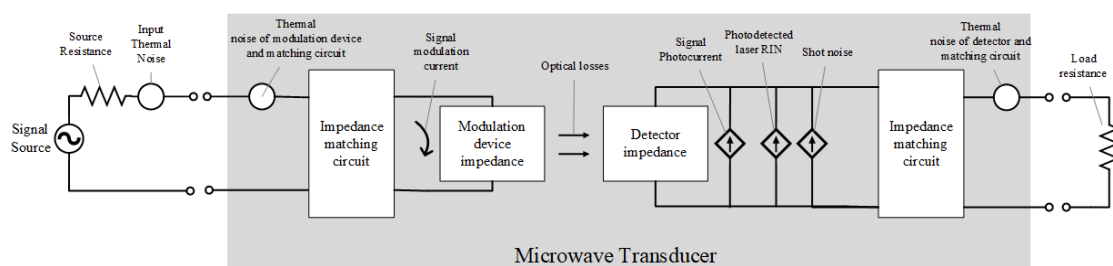 Source
Resistance
Input
Thermal
Noise
Signal
Source
Thermal
noise of modulation device
and matching circuit
Impedance
matching
circuit
Signal
modulation
current
Modulation
device
impedance
Optical losses
Detector
impedance
Signal
Photocurrent
Photodetected
laser RIN
Shot noise
Impedance
matching
circuit
Thermal
noise of detector and
matching circuit
Load
resistance
Microwave Transducer